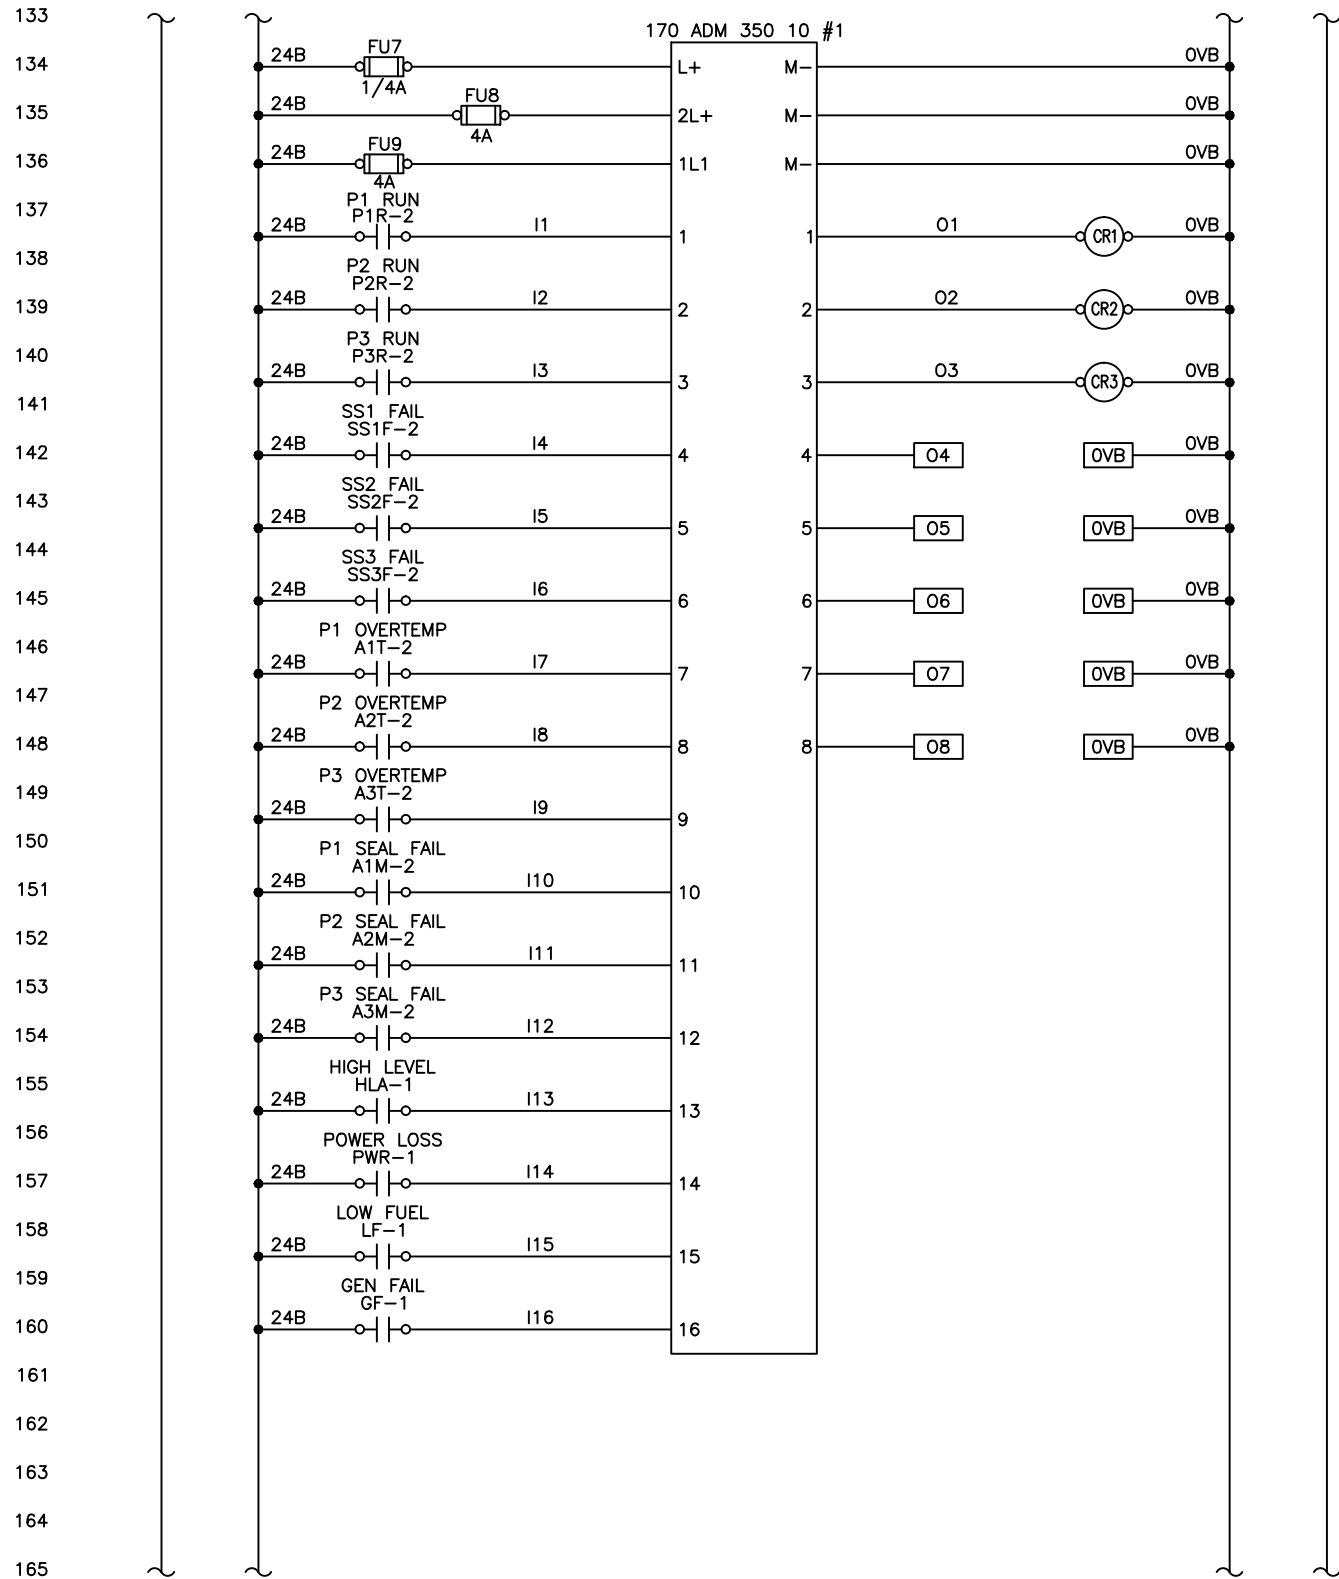 133
170 ADM 350 10 #1
134 24B FU7 L+ M- 0VB
1/4A
135 24B FU8 2L+ M- 0VB
4A
136 24B FU9 1L1 M- 0VB
4A
137 P1 RUN
P1R-2
24B I1 1 1 O1 CR1 0VB
138 P2 RUN
P2R-2
139 24B I2 2 2 O2 CR2 0VB
P3 RUN
140 P3R-2
24B I3 3 3 O3 CR3 0VB
141 SS1 FAIL
SS1F-2
142 24B I4 4 4 O4 0VB 0VB
SS2 FAIL
143 SS2F-2
24B I5 5 5 O5 0VB 0VB
144 SS3 FAIL
SS3F-2
145 24B I6 6 6 O6 0VB 0VB
P1 OVERTEMP
146 A1T-2
24B I7 7 7 O7 0VB 0VB
147 P2 OVERTEMP
A2T-2
148 24B I8 8 8 O8 0VB 0VB
P3 OVERTEMP
149 A3T-2
24B I9 9
150 P1 SEAL FAIL
A1M-2
151 24B I10 10
P2 SEAL FAIL
152 A2M-2
24B I11 11
153 P3 SEAL FAIL
A3M-2
154 24B I12 12
HIGH LEVEL
155 HLA-1
24B I13 13
156 POWER LOSS
PWR-1
157 24B I14 14
LOW FUEL
158 LF-1
24B I15 15
159 GEN FAIL
GF-1
160 24B I16 16
161
162
163
164
165